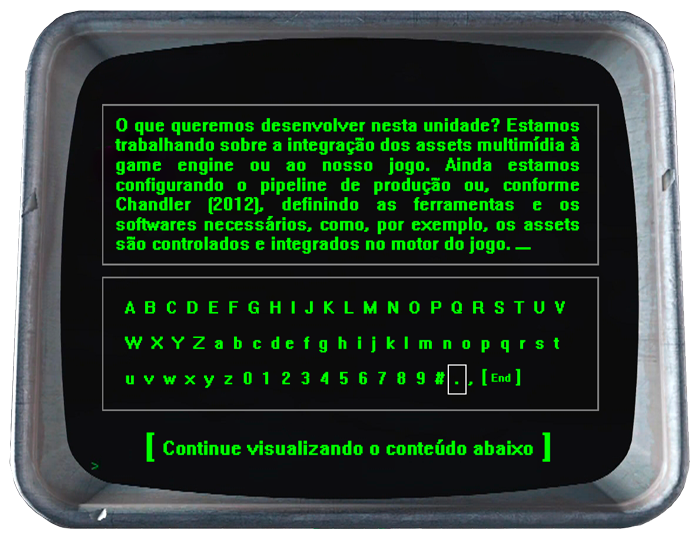 O que queremos desenvolver nesta unidade? Estamos
trabalhando sobre a integração dos assets multimídia à
game engine ou ao nosso jogo. Ainda estamos
configurando o pipeline de produção ou, conforme
Chandler (2012), definindo as ferramentas e os
softwares necessários, como, por exemplo, os assets
são controlados e integrados no motor do jogo. __
A B C D E F G H I J K L M N O P Q R S T U V
W X Y Z a b c d e f g h i j k l m n o p q r s t
u v w x y z 0 1 2 3 4 5 6 7 8 9 # . , [ End ]
[ Continue visualizando o conteúdo abaixo ]
>